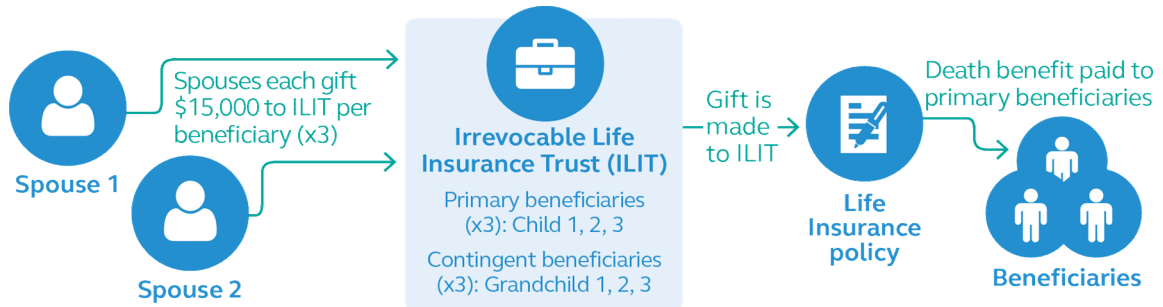 Spouses each gift
$15,000 to ILIT per
beneficiary (x3)
Spouse 1
Spouse 2
Irrevocable Life
Insurance Trust (ILIT)
Primary beneficiaries
(x3): Child 1, 2, 3
Contingent beneficiaries
(x3): Grandchild 1, 2, 3
Gift is
made
to ILIT
Life
Insurance
policy
Death benefit paid to
primary beneficiaries
Beneficiaries